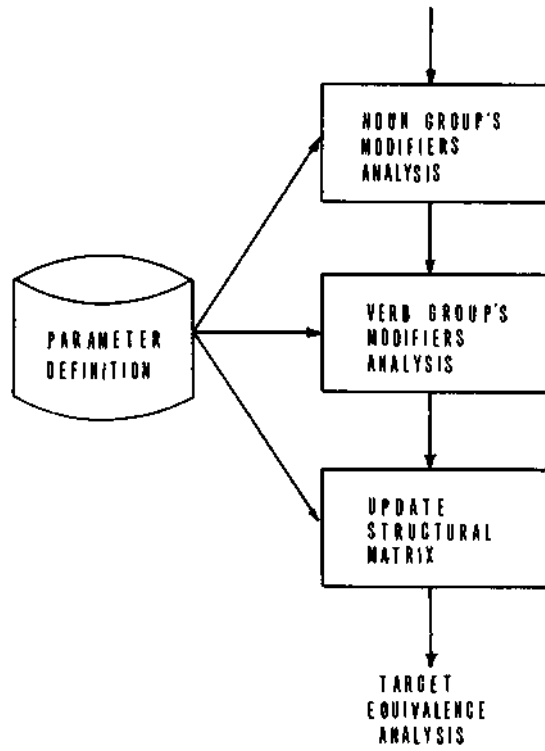 NOUN GROUP'S
MODIFIERS
ANALYSIS
PARAMETER
DEFINITION
VERB GROUP'S
MODIFIERS
ANALYSIS
UPDATE
STRUCTURAL
MATRIX
TARGET
EQUIVALENCE
ANALYSIS